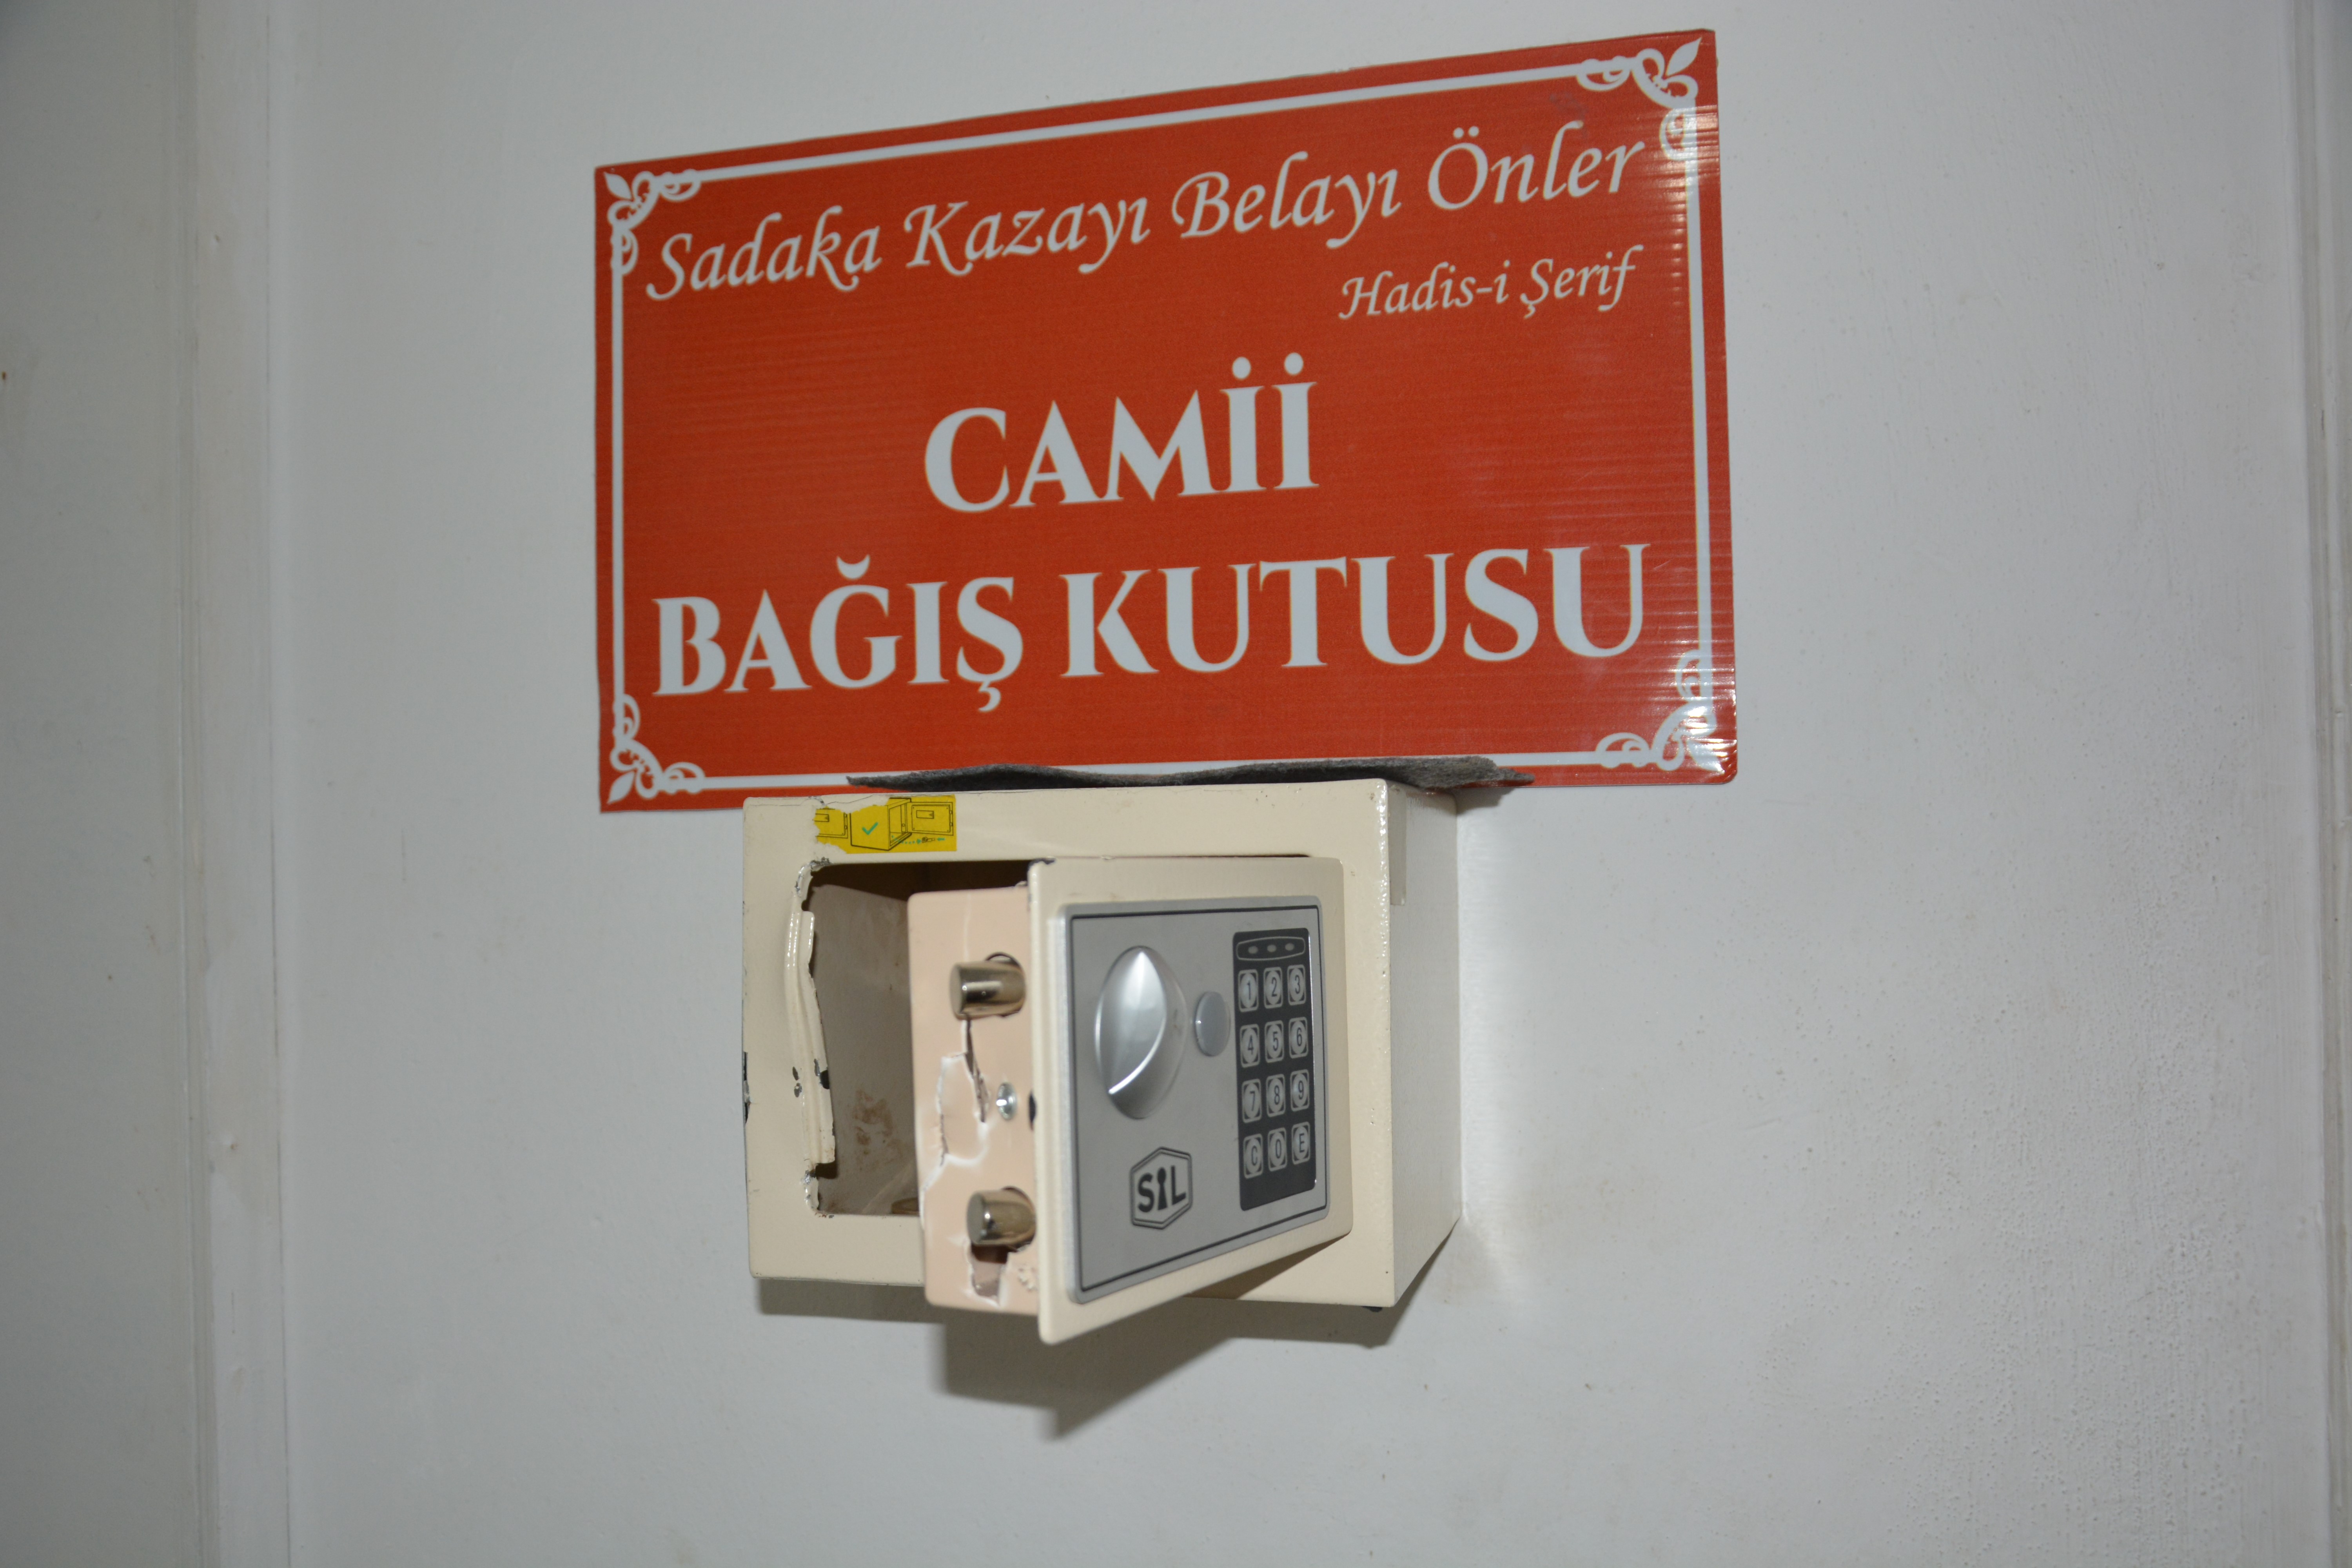 Sadaka Kazayı Belayı Önler
Hadis-i Şerif
CAMİİ
BAĞIŞ KUTUSU
1 2 3
4 5 6
7 8 9
C 0 E
SIL